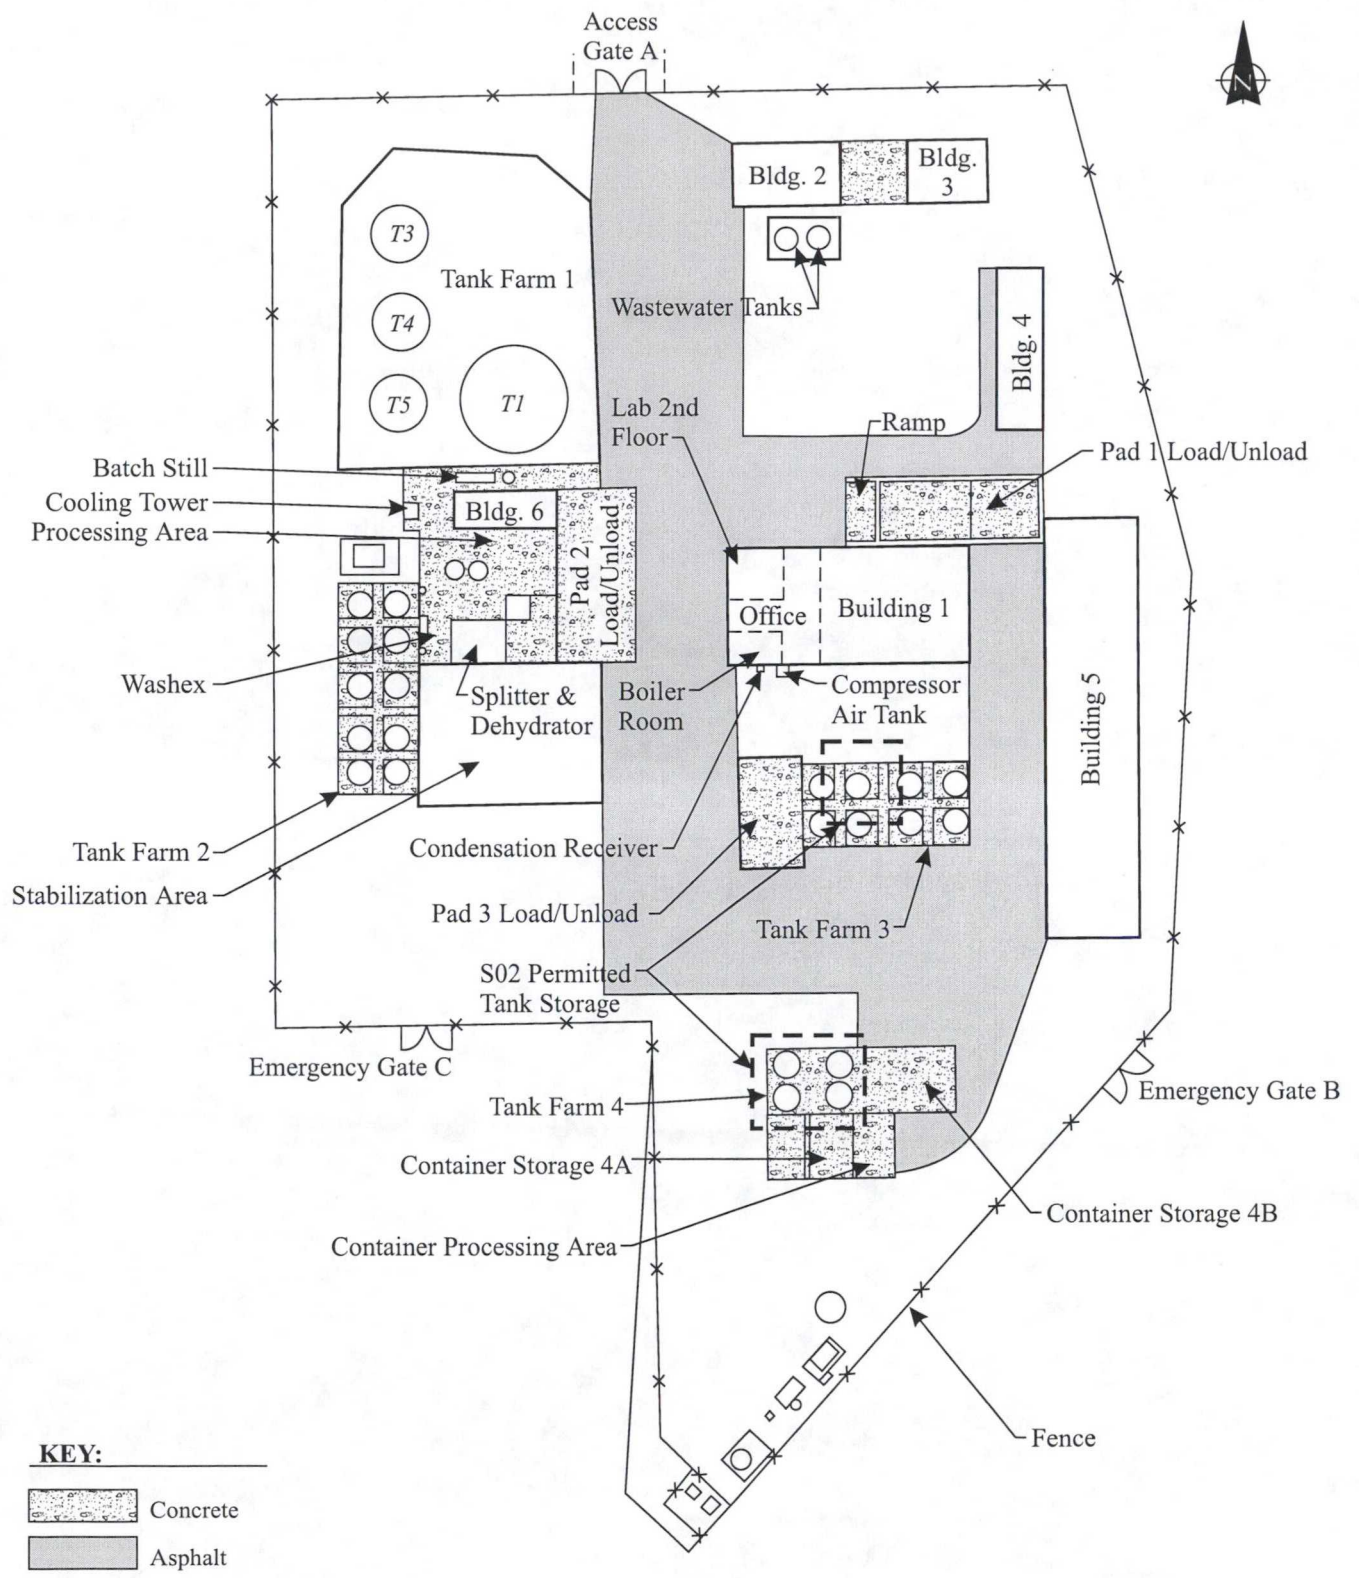 Access
Gate A
N
Bldg. 2
Bldg.
3
T3
Tank Farm 1
Wastewater Tanks
T4
Bldg. 4
T5
T1
Lab 2nd
Floor
Ramp
Pad 1 Load/Unload
Batch Still
Cooling Tower
Processing Area
Bldg. 6
Pad 2
Load/Unload
Office
Building 1
Washex
Splitter &
Dehydrator
Boiler
Room
Compressor
Air Tank
Building 5
Tank Farm 2
Condensation Receiver
Stabilization Area
Pad 3 Load/Unload
Tank Farm 3
S02 Permitted
Tank Storage
Emergency Gate C
Emergency Gate B
Tank Farm 4
Container Storage 4A
Container Storage 4B
Container Processing Area
Fence
KEY:
Concrete
Asphalt